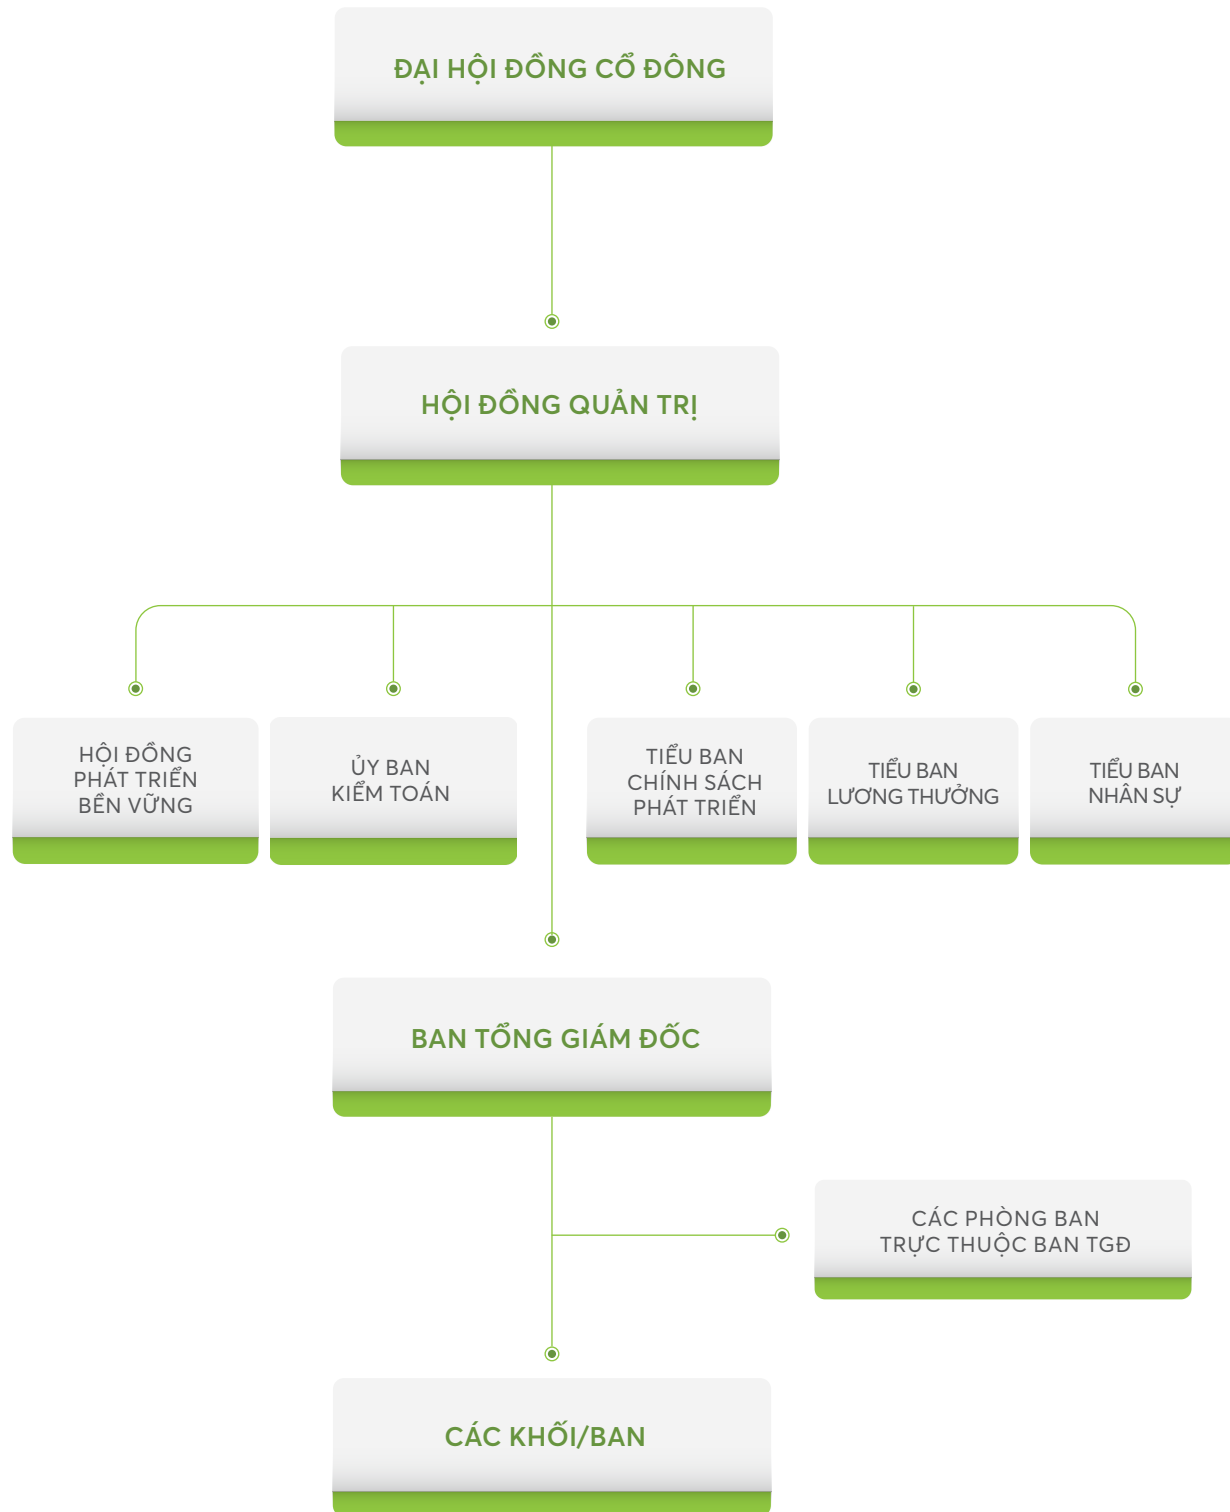 ĐẠI HỘI ĐỒNG CỔ ĐÔNG
HỘI ĐỒNG QUẢN TRỊ
HỘI ĐỒNG
PHÁT TRIỂN
BỀN VỮNG
ỦY BAN
KIỂM TOÁN
TIỂU BAN
CHÍNH SÁCH
PHÁT TRIỂN
TIỂU BAN
LƯƠNG THƯỞNG
TIỂU BAN
NHÂN SỰ
BAN TỔNG GIÁM ĐỐC
CÁC PHÒNG BAN
TRỰC THUỘC BAN TGĐ
CÁC KHỐI/BAN